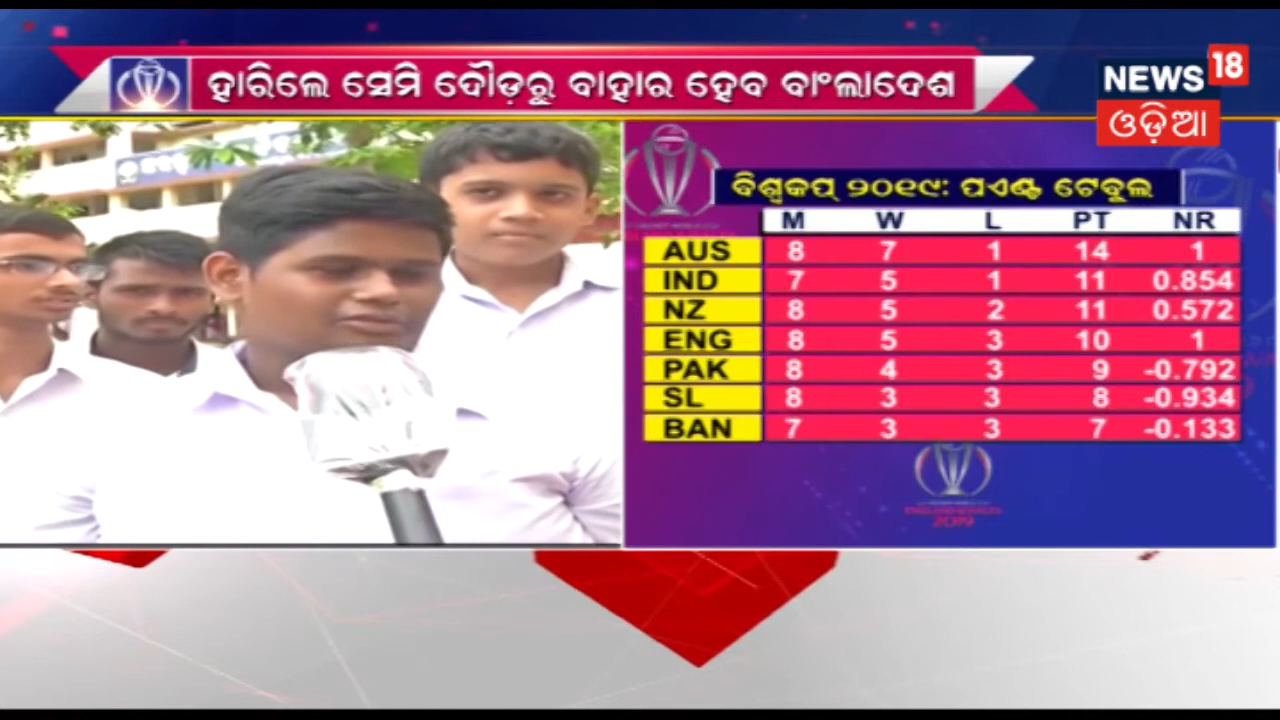 ହାରିଲେ ସେମି ଦୌଡ଼ରୁ ବାହାର ହେବ ବାଂଲାଦେଶ
NEWS 18
ଓଡ଼ିଆ
ବିଶ୍ୱକପ୍ ୨୦୧୯: ପଏଣ୍ଟ ଟେବୁଲ
M W L PT NR
AUS 8 7 1 14 1
IND 7 5 1 11 0.854
NZ 8 5 2 11 0.572
ENG 8 5 3 10 1
PAK 8 4 3 9 -0.792
SL 8 3 3 8 -0.934
BAN 7 3 3 7 -0.133
2019